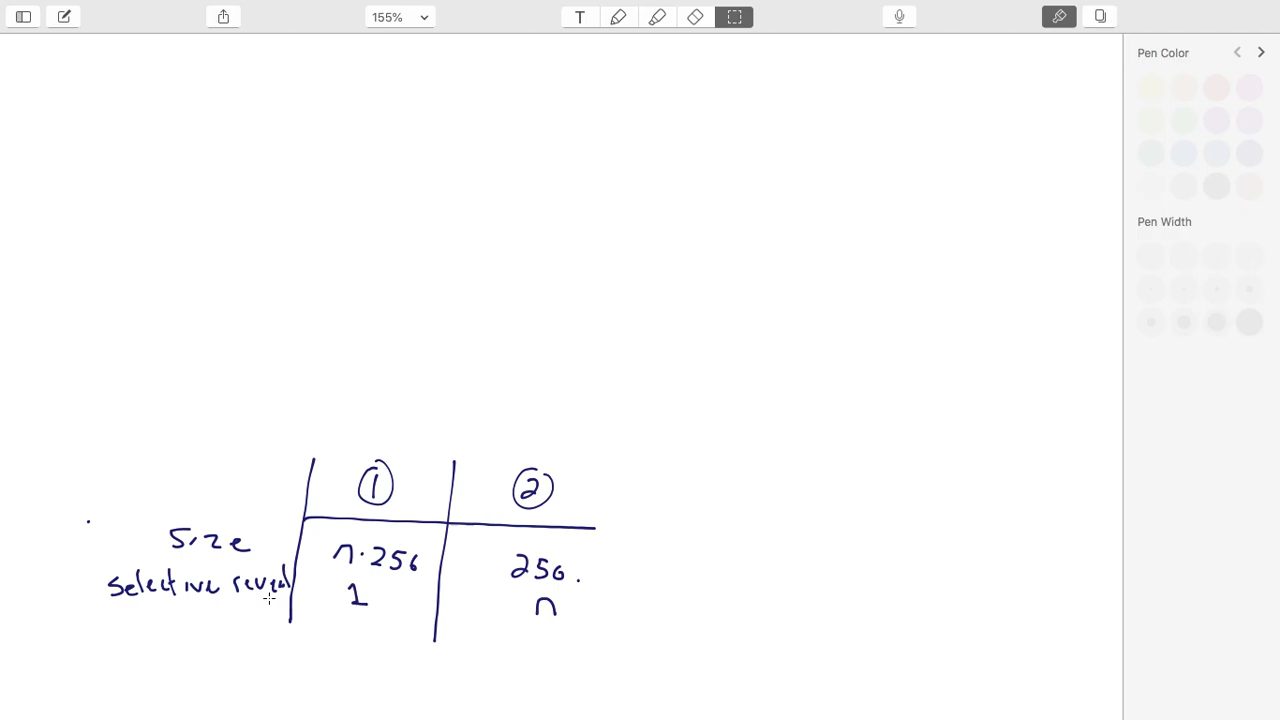 155%
T
Pen Color
Pen Width
1 2
Size n·256 256.
Selective reveal 1 n